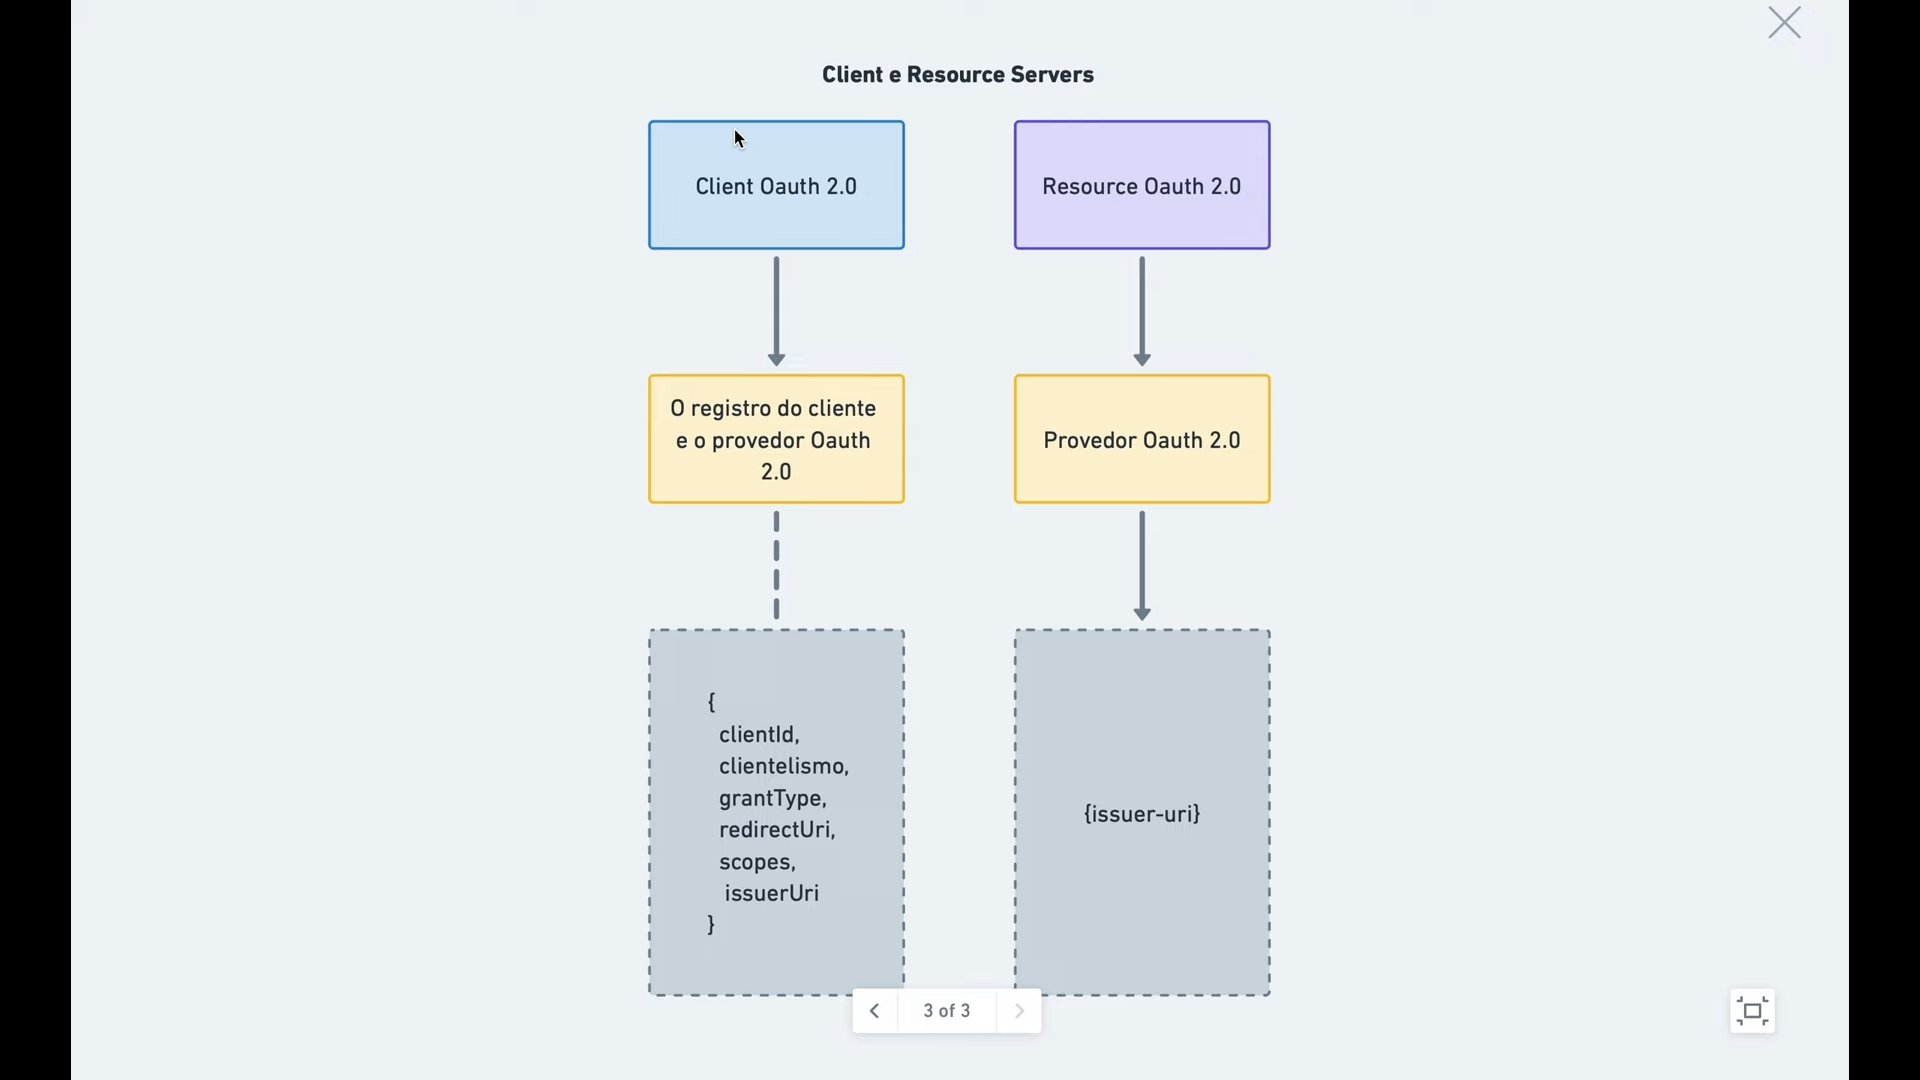 Client e Resource Servers
Client Oauth 2.0
Resource Oauth 2.0
O registro do cliente
e o provedor Oauth
2.0
Provedor Oauth 2.0
{
clientId,
clientelismo,
grantType,
redirectUri,
scopes,
issuerUri
}
{issuer-uri}
3 of 3